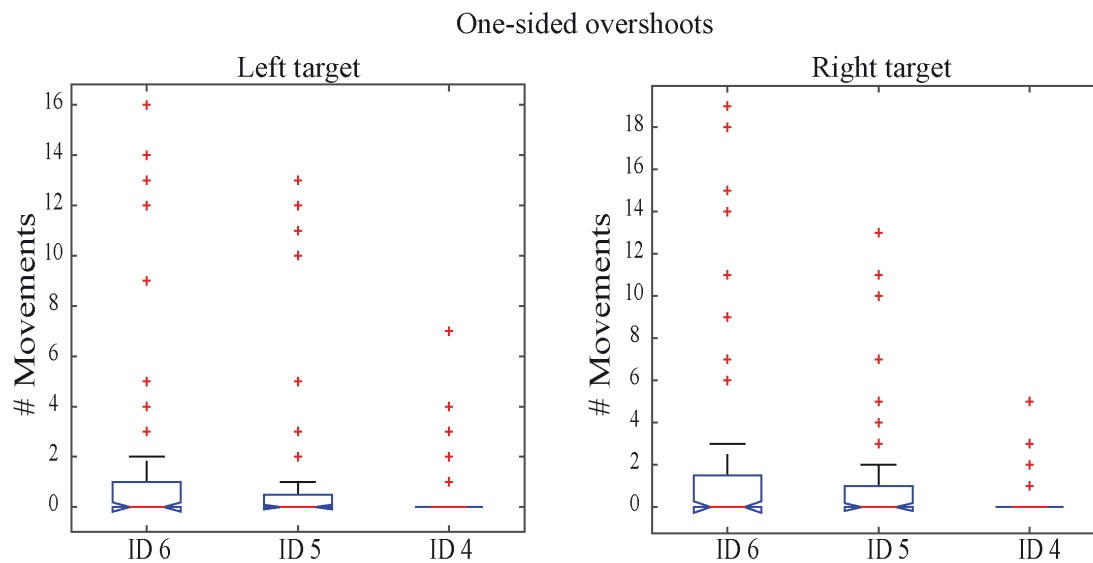 One-sided overshoots
Left target
# Movements
16
14
12
10
8
6
4
2
0
ID 6
ID 5
ID 4
Right target
# Movements
18
16
14
12
10
8
6
4
2
0
ID 6
ID 5
ID 4